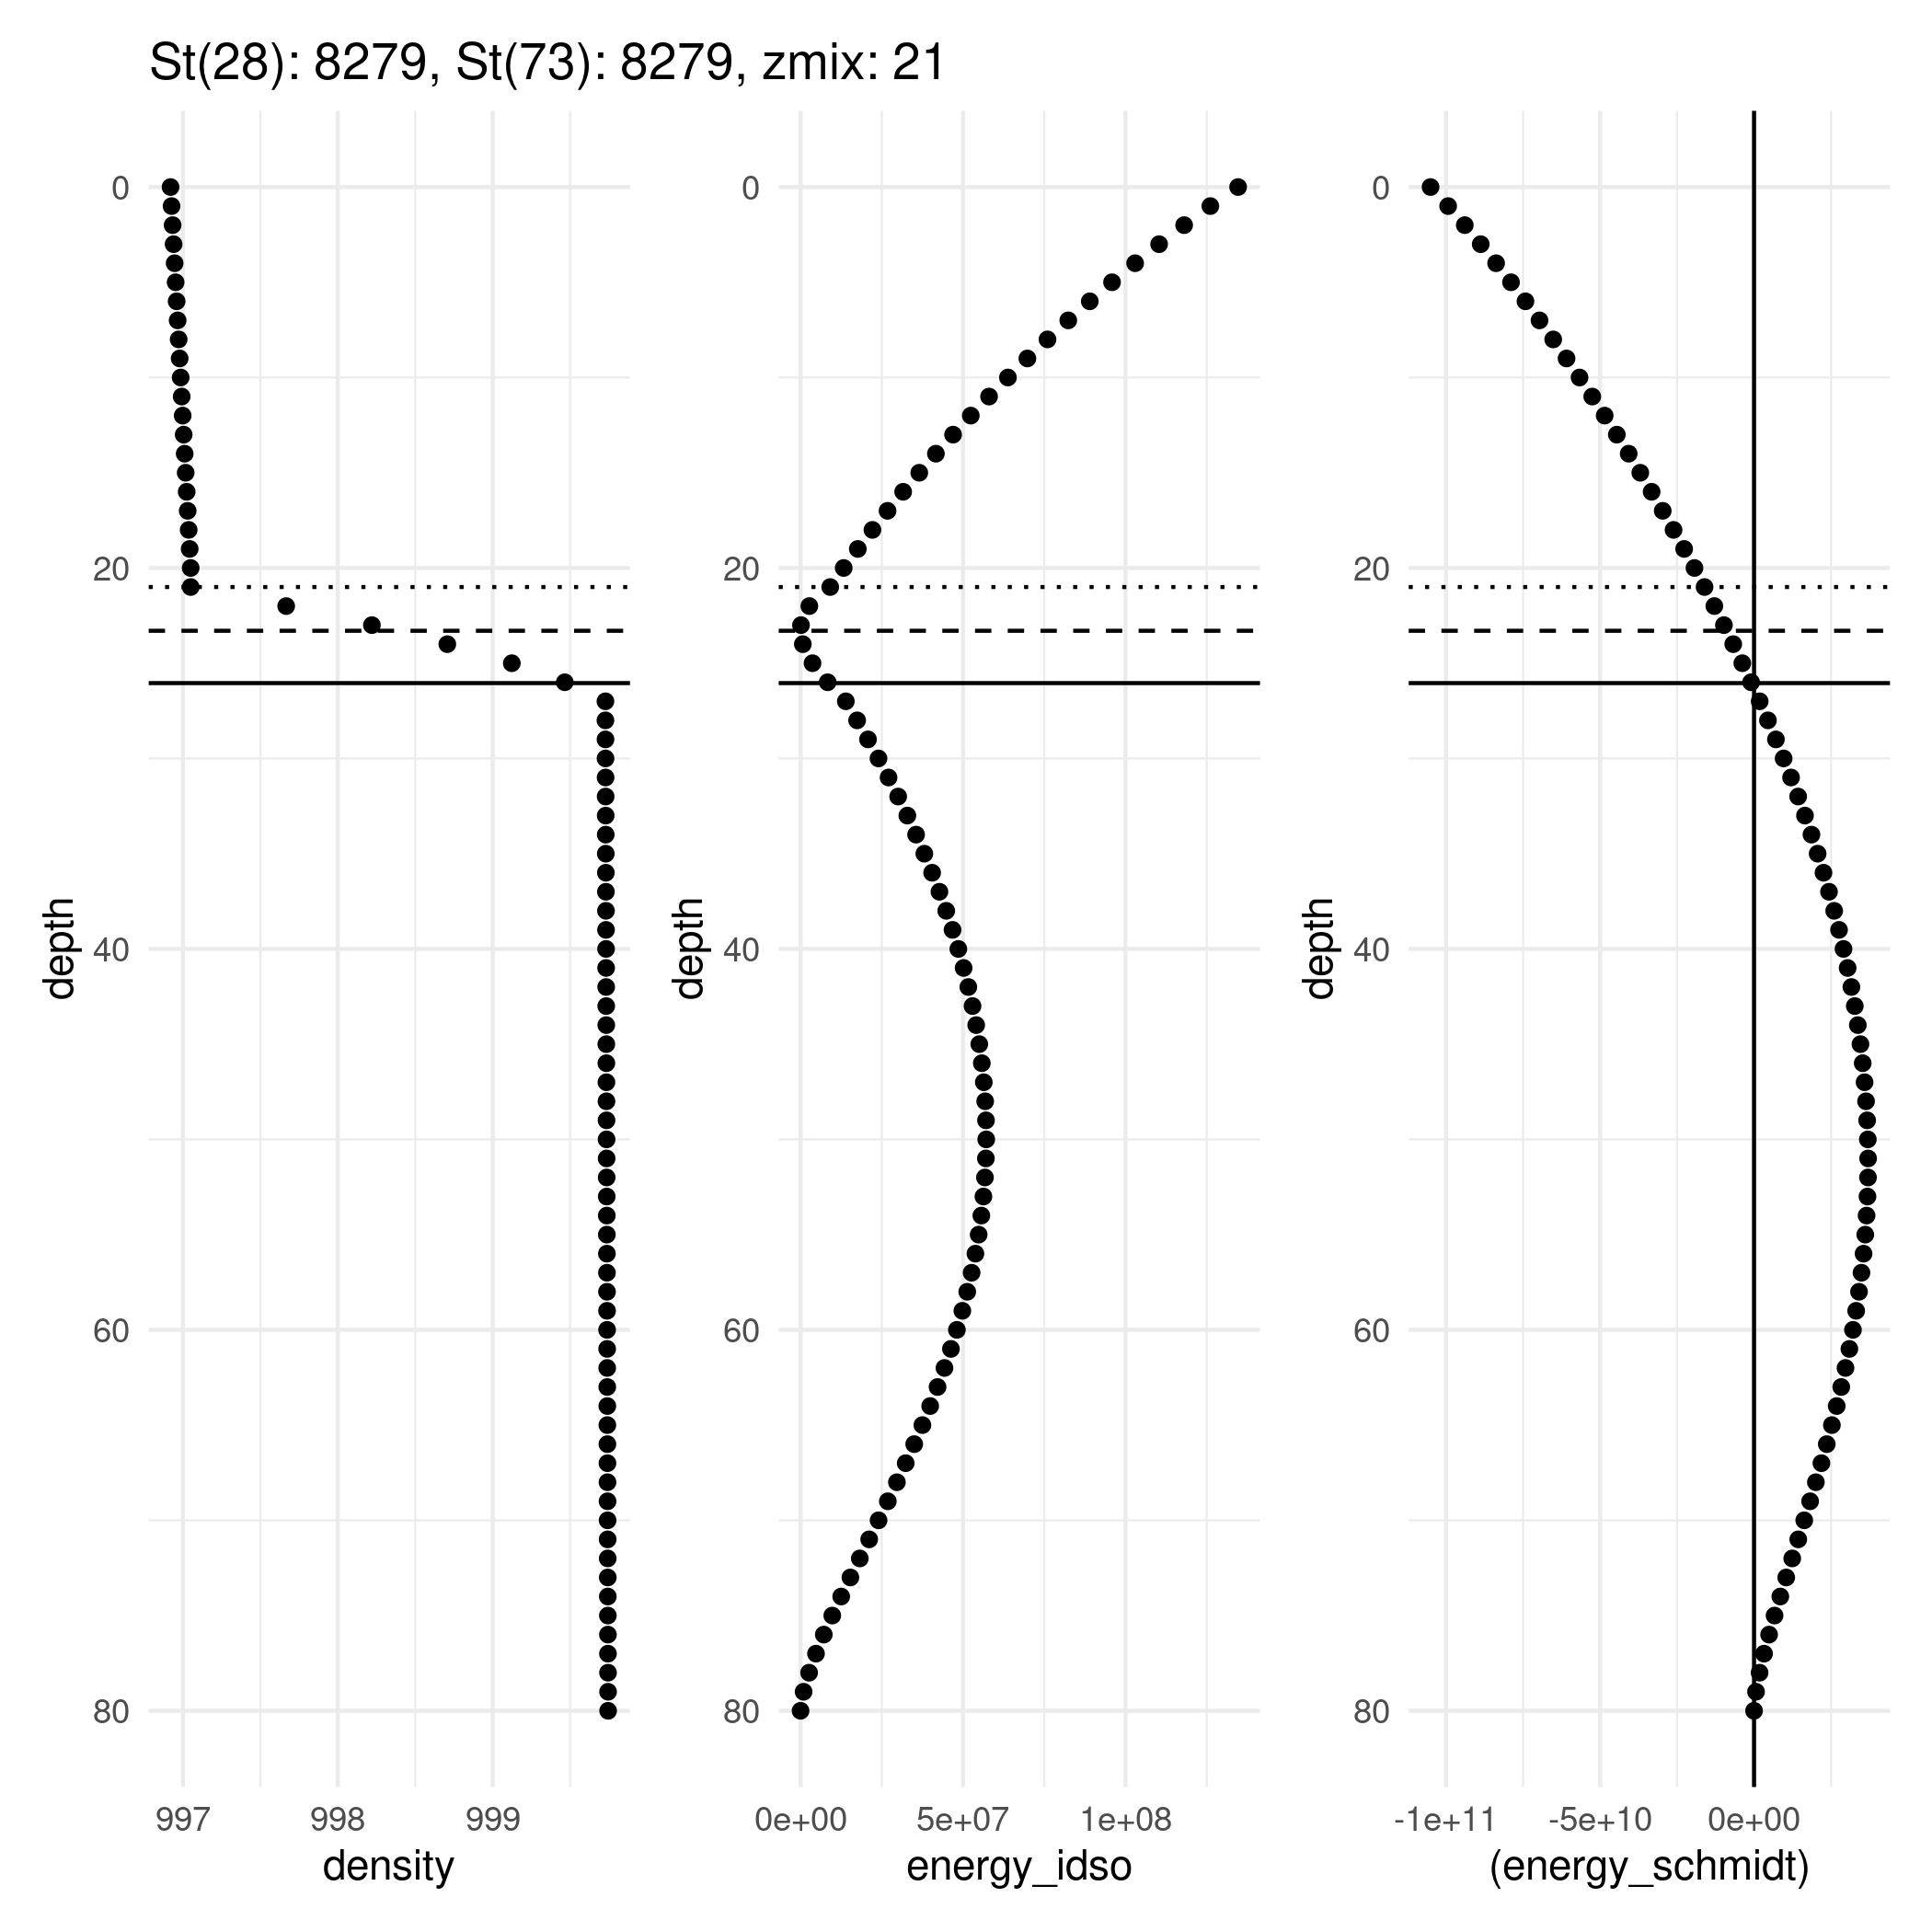 St(28): 8279, St(73): 8279, zmix: 21
0
20
40
60
80
depth
997
998
999
density
0
20
40
60
80
depth
0e+00
5e+07
1e+08
energy_idso
0
20
40
60
80
depth
-1e+11
-5e+10
0e+00
(energy_schmidt)